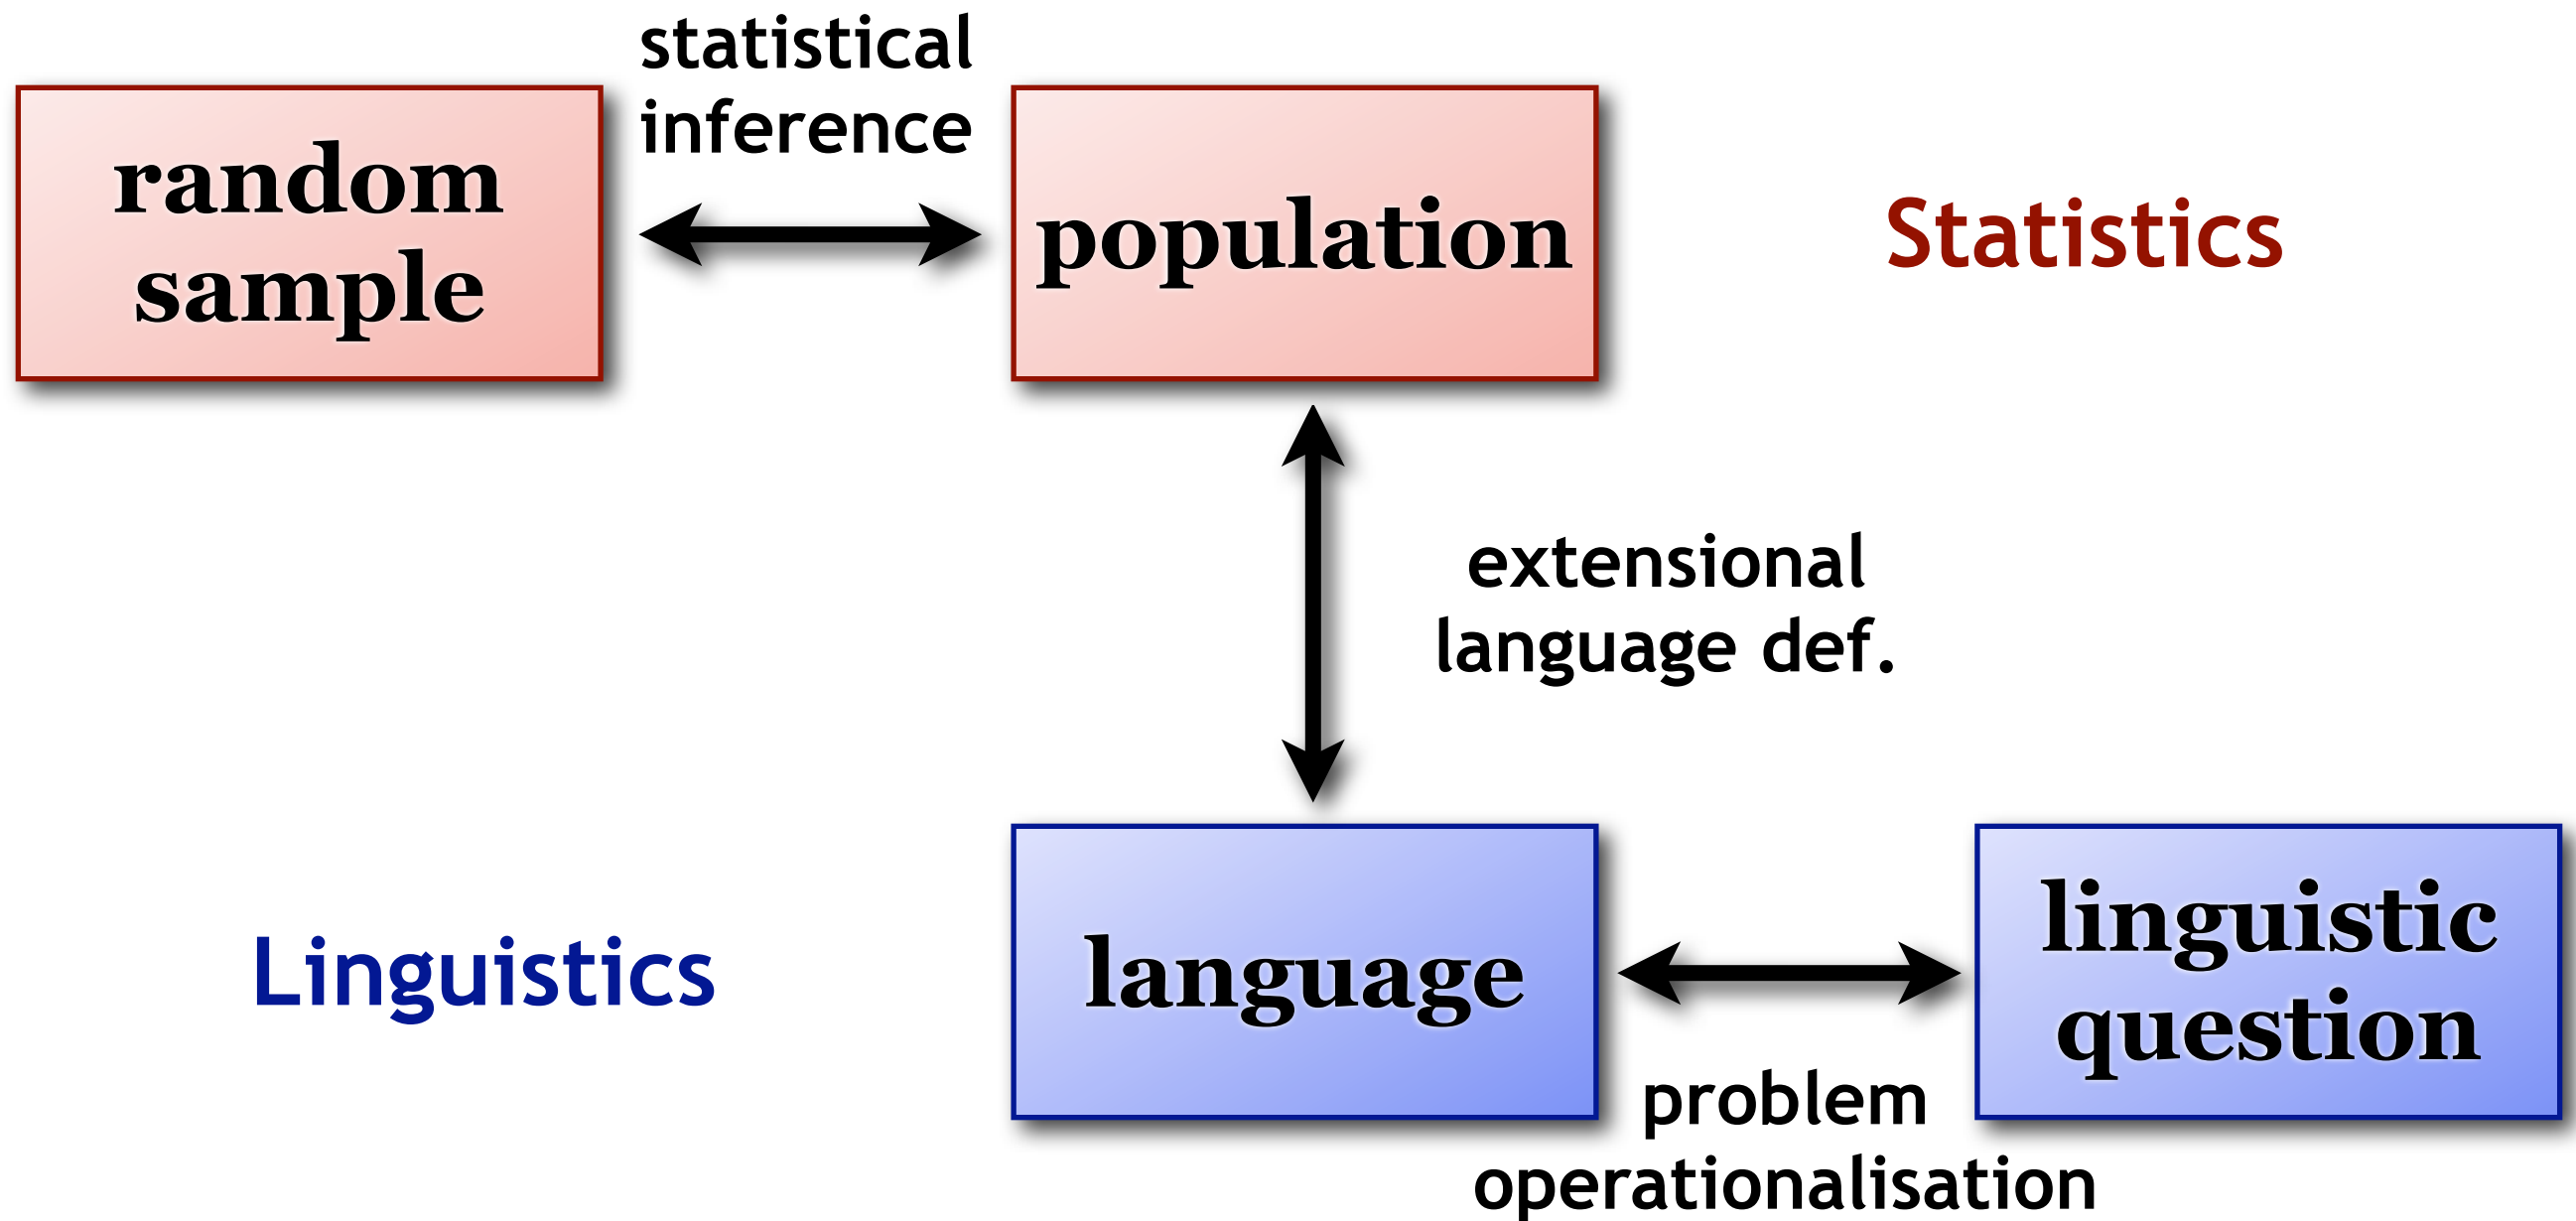 statistical
inference
random
sample
population
Statistics
extensional
language def.
Linguistics
language
linguistic
question
problem
operationalisation